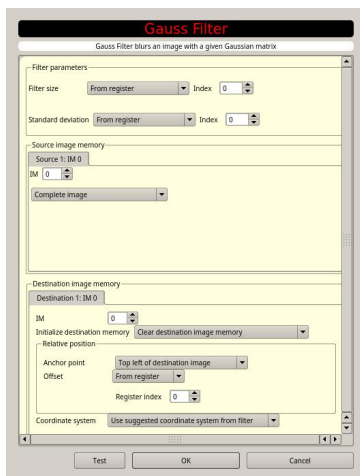 Gauss Filter
Gauss Filter blurs an image with a given Gaussian matrix
Filter parameters
Filter size From register Index 0
Standard deviation From register Index 0
Source image memory
Source 1: IM 0
IM 0
Complete image
Destination image memory
Destination 1: IM 0
IM 0
Initialize destination memory Clear destination image memory
Relative position
Anchor point Top left of destination image
Offset From register
Register index 0
Coordinate system Use suggested coordinate system from filter
Test OK Cancel